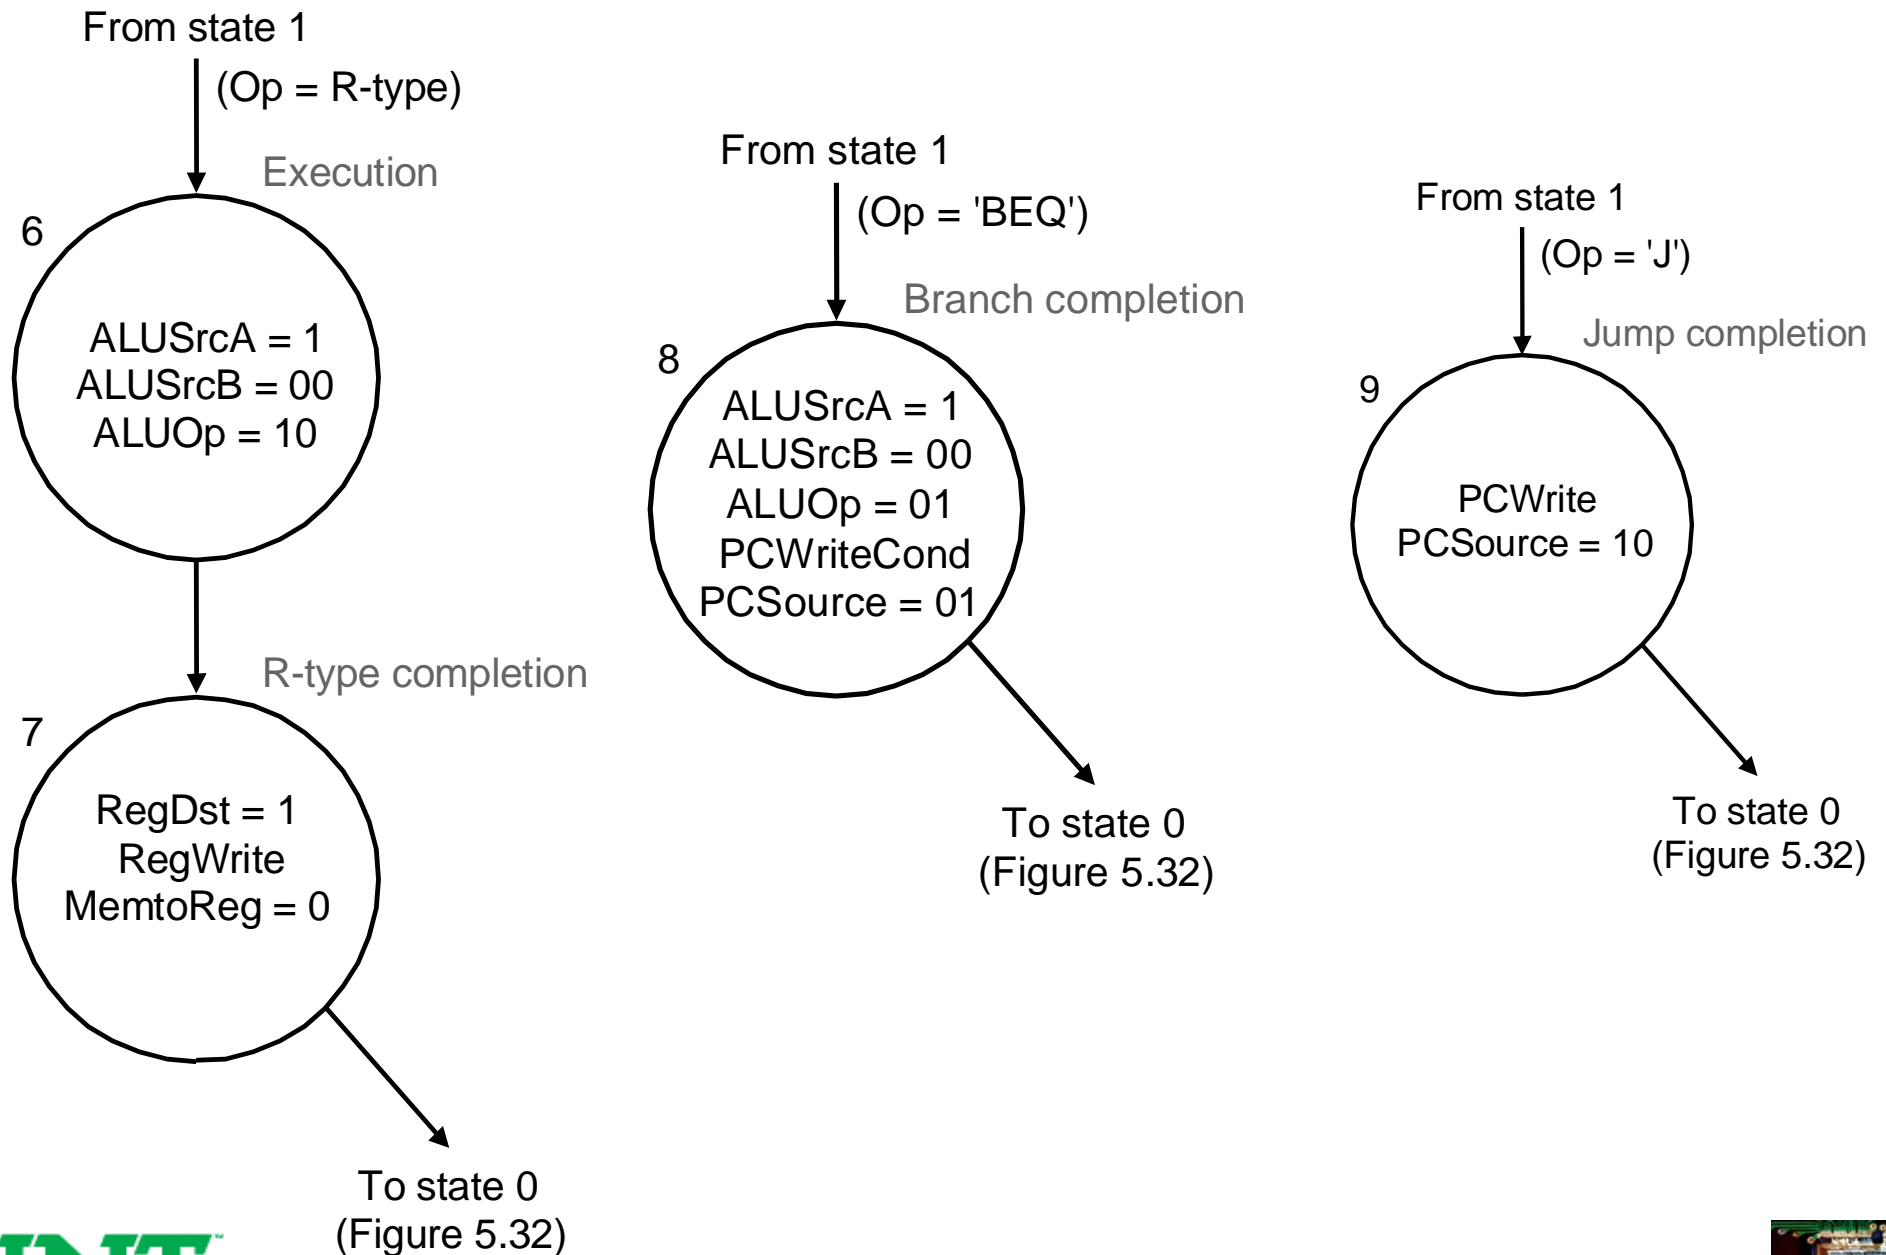 From state 1
(Op = R-type)
Execution
6
ALUSrcA = 1
ALUSrcB = 00
ALUOp = 10
R-type completion
7
RegDst = 1
RegWrite
MemtoReg = 0
To state 0
(Figure 5.32)
From state 1
(Op = 'BEQ')
Branch completion
8
ALUSrcA = 1
ALUSrcB = 00
ALUOp = 01
PCWriteCond
PCSource = 01
To state 0
(Figure 5.32)
From state 1
(Op = 'J')
Jump completion
9
PCWrite
PCSource = 10
To state 0
(Figure 5.32)